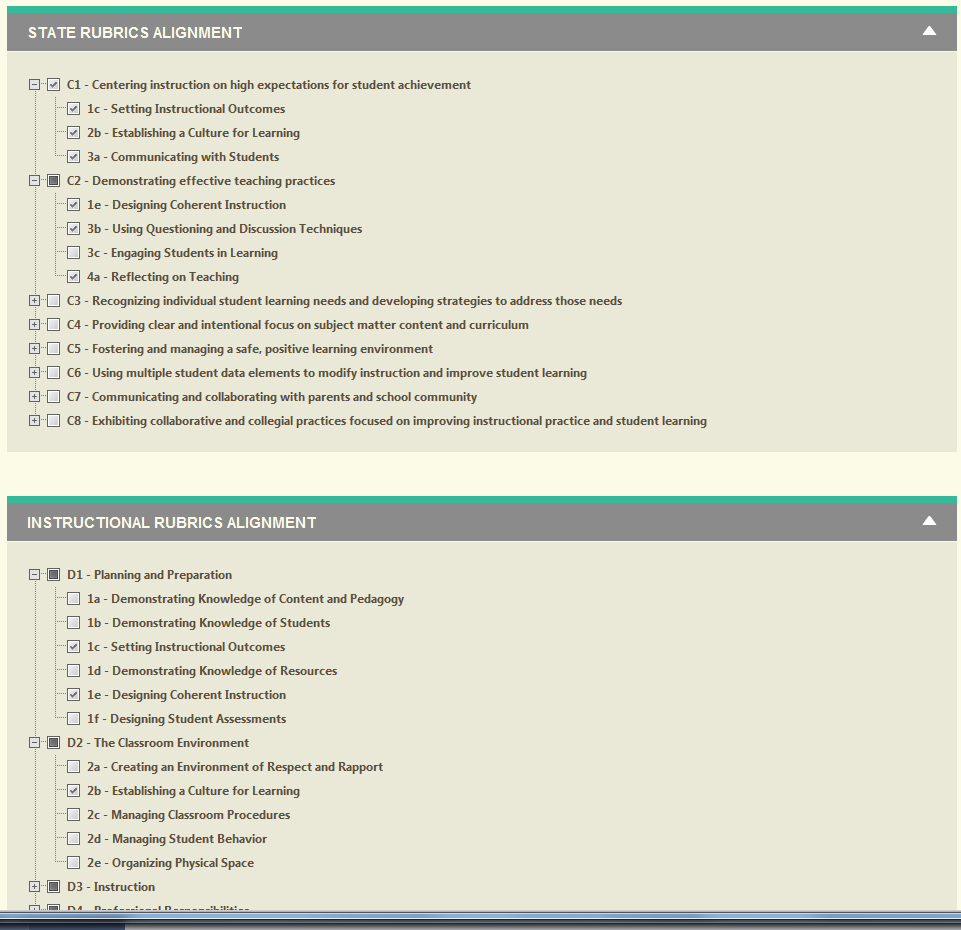 STATE RUBRICS ALIGNMENT
C1 - Centering instruction on high expectations for student achievement
1c - Setting Instructional Outcomes
2b - Establishing a Culture for Learning
3a - Communicating with Students
C2 - Demonstrating effective teaching practices
1e - Designing Coherent Instruction
3b - Using Questioning and Discussion Techniques
3c - Engaging Students in Learning
4a - Reflecting on Teaching
C3 - Recognizing individual student learning needs and developing strategies to address those needs
C4 - Providing clear and intentional focus on subject matter content and curriculum
C5 - Fostering and managing a safe, positive learning environment
C6 - Using multiple student data elements to modify instruction and improve student learning
C7 - Communicating and collaborating with parents and school community
C8 - Exhibiting collaborative and collegial practices focused on improving instructional practice and student learning
INSTRUCTIONAL RUBRICS ALIGNMENT
D1 - Planning and Preparation
1a - Demonstrating Knowledge of Content and Pedagogy
1b - Demonstrating Knowledge of Students
1c - Setting Instructional Outcomes
1d - Demonstrating Knowledge of Resources
1e - Designing Coherent Instruction
1f - Designing Student Assessments
D2 - The Classroom Environment
2a - Creating an Environment of Respect and Rapport
2b - Establishing a Culture for Learning
2c - Managing Classroom Procedures
2d - Managing Student Behavior
2e - Organizing Physical Space
D3 - Instruction
D4 - Professional Responsibilities